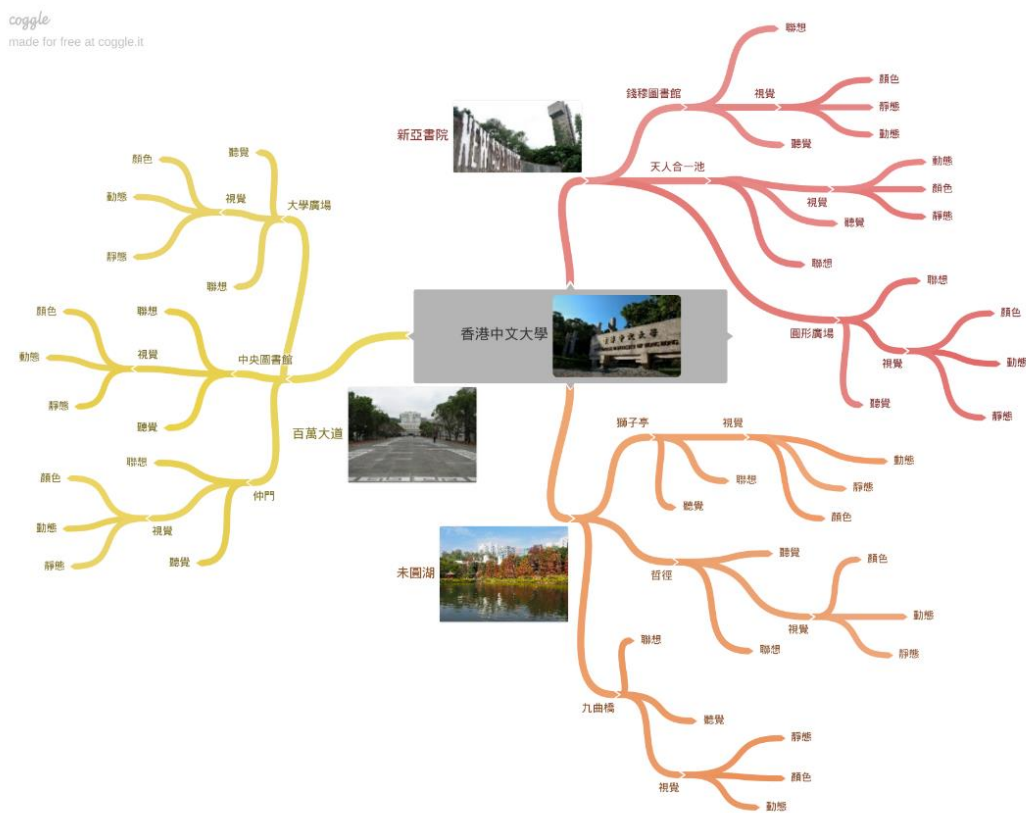 coggle
made for free at coggle.it
香港中文大學
新亞書院
錢穆圖書館
聯想
視覺
顏色
靜態
動態
聽覺
天人合一池
視覺
動態
顏色
靜態
聽覺
聯想
圓形廣場
聯想
視覺
顏色
動態
靜態
聽覺
百萬大道
大學廣場
聽覺
視覺
顏色
動態
靜態
聯想
中央圖書館
聯想
視覺
顏色
動態
靜態
聽覺
仲門
聯想
視覺
顏色
動態
靜態
聽覺
未圓湖
獅子亭
視覺
動態
靜態
顏色
聯想
聽覺
哲徑
聽覺
視覺
顏色
動態
靜態
聯想
九曲橋
聯想
聽覺
視覺
靜態
顏色
動態